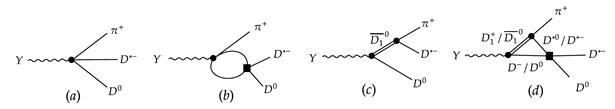 Y π⁺ D*⁻ D⁰ (a)
Y π⁺ D*⁻ D⁰ (b)
Y D̅₁⁰ π⁺ D*⁻ D⁰ (c)
Y D₁⁺/D̅₁⁰ π⁺ D*⁰/D*⁻ D⁻/D⁰ D*⁻ D⁰ (d)